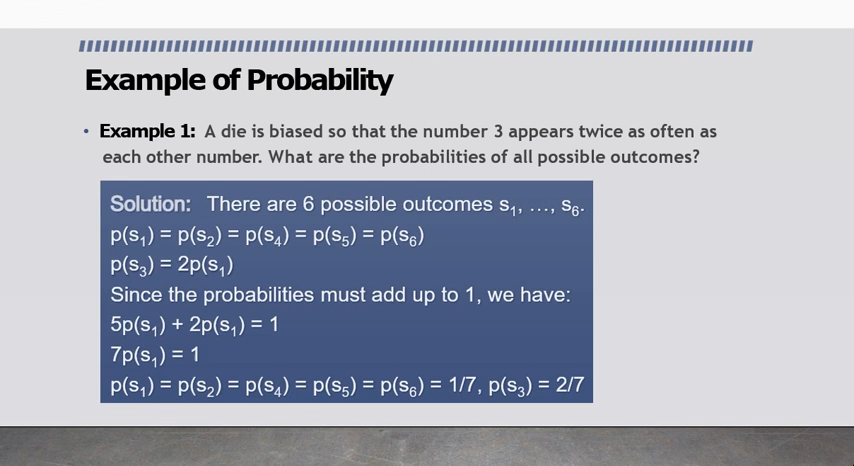 Example of Probability
• Example 1: A die is biased so that the number 3 appears twice as often as
each other number. What are the probabilities of all possible outcomes?
Solution: There are 6 possible outcomes s₁, …, s₆.
p(s₁) = p(s₂) = p(s₄) = p(s₅) = p(s₆)
p(s₃) = 2p(s₁)
Since the probabilities must add up to 1, we have:
5p(s₁) + 2p(s₁) = 1
7p(s₁) = 1
p(s₁) = p(s₂) = p(s₄) = p(s₅) = p(s₆) = 1/7, p(s₃) = 2/7